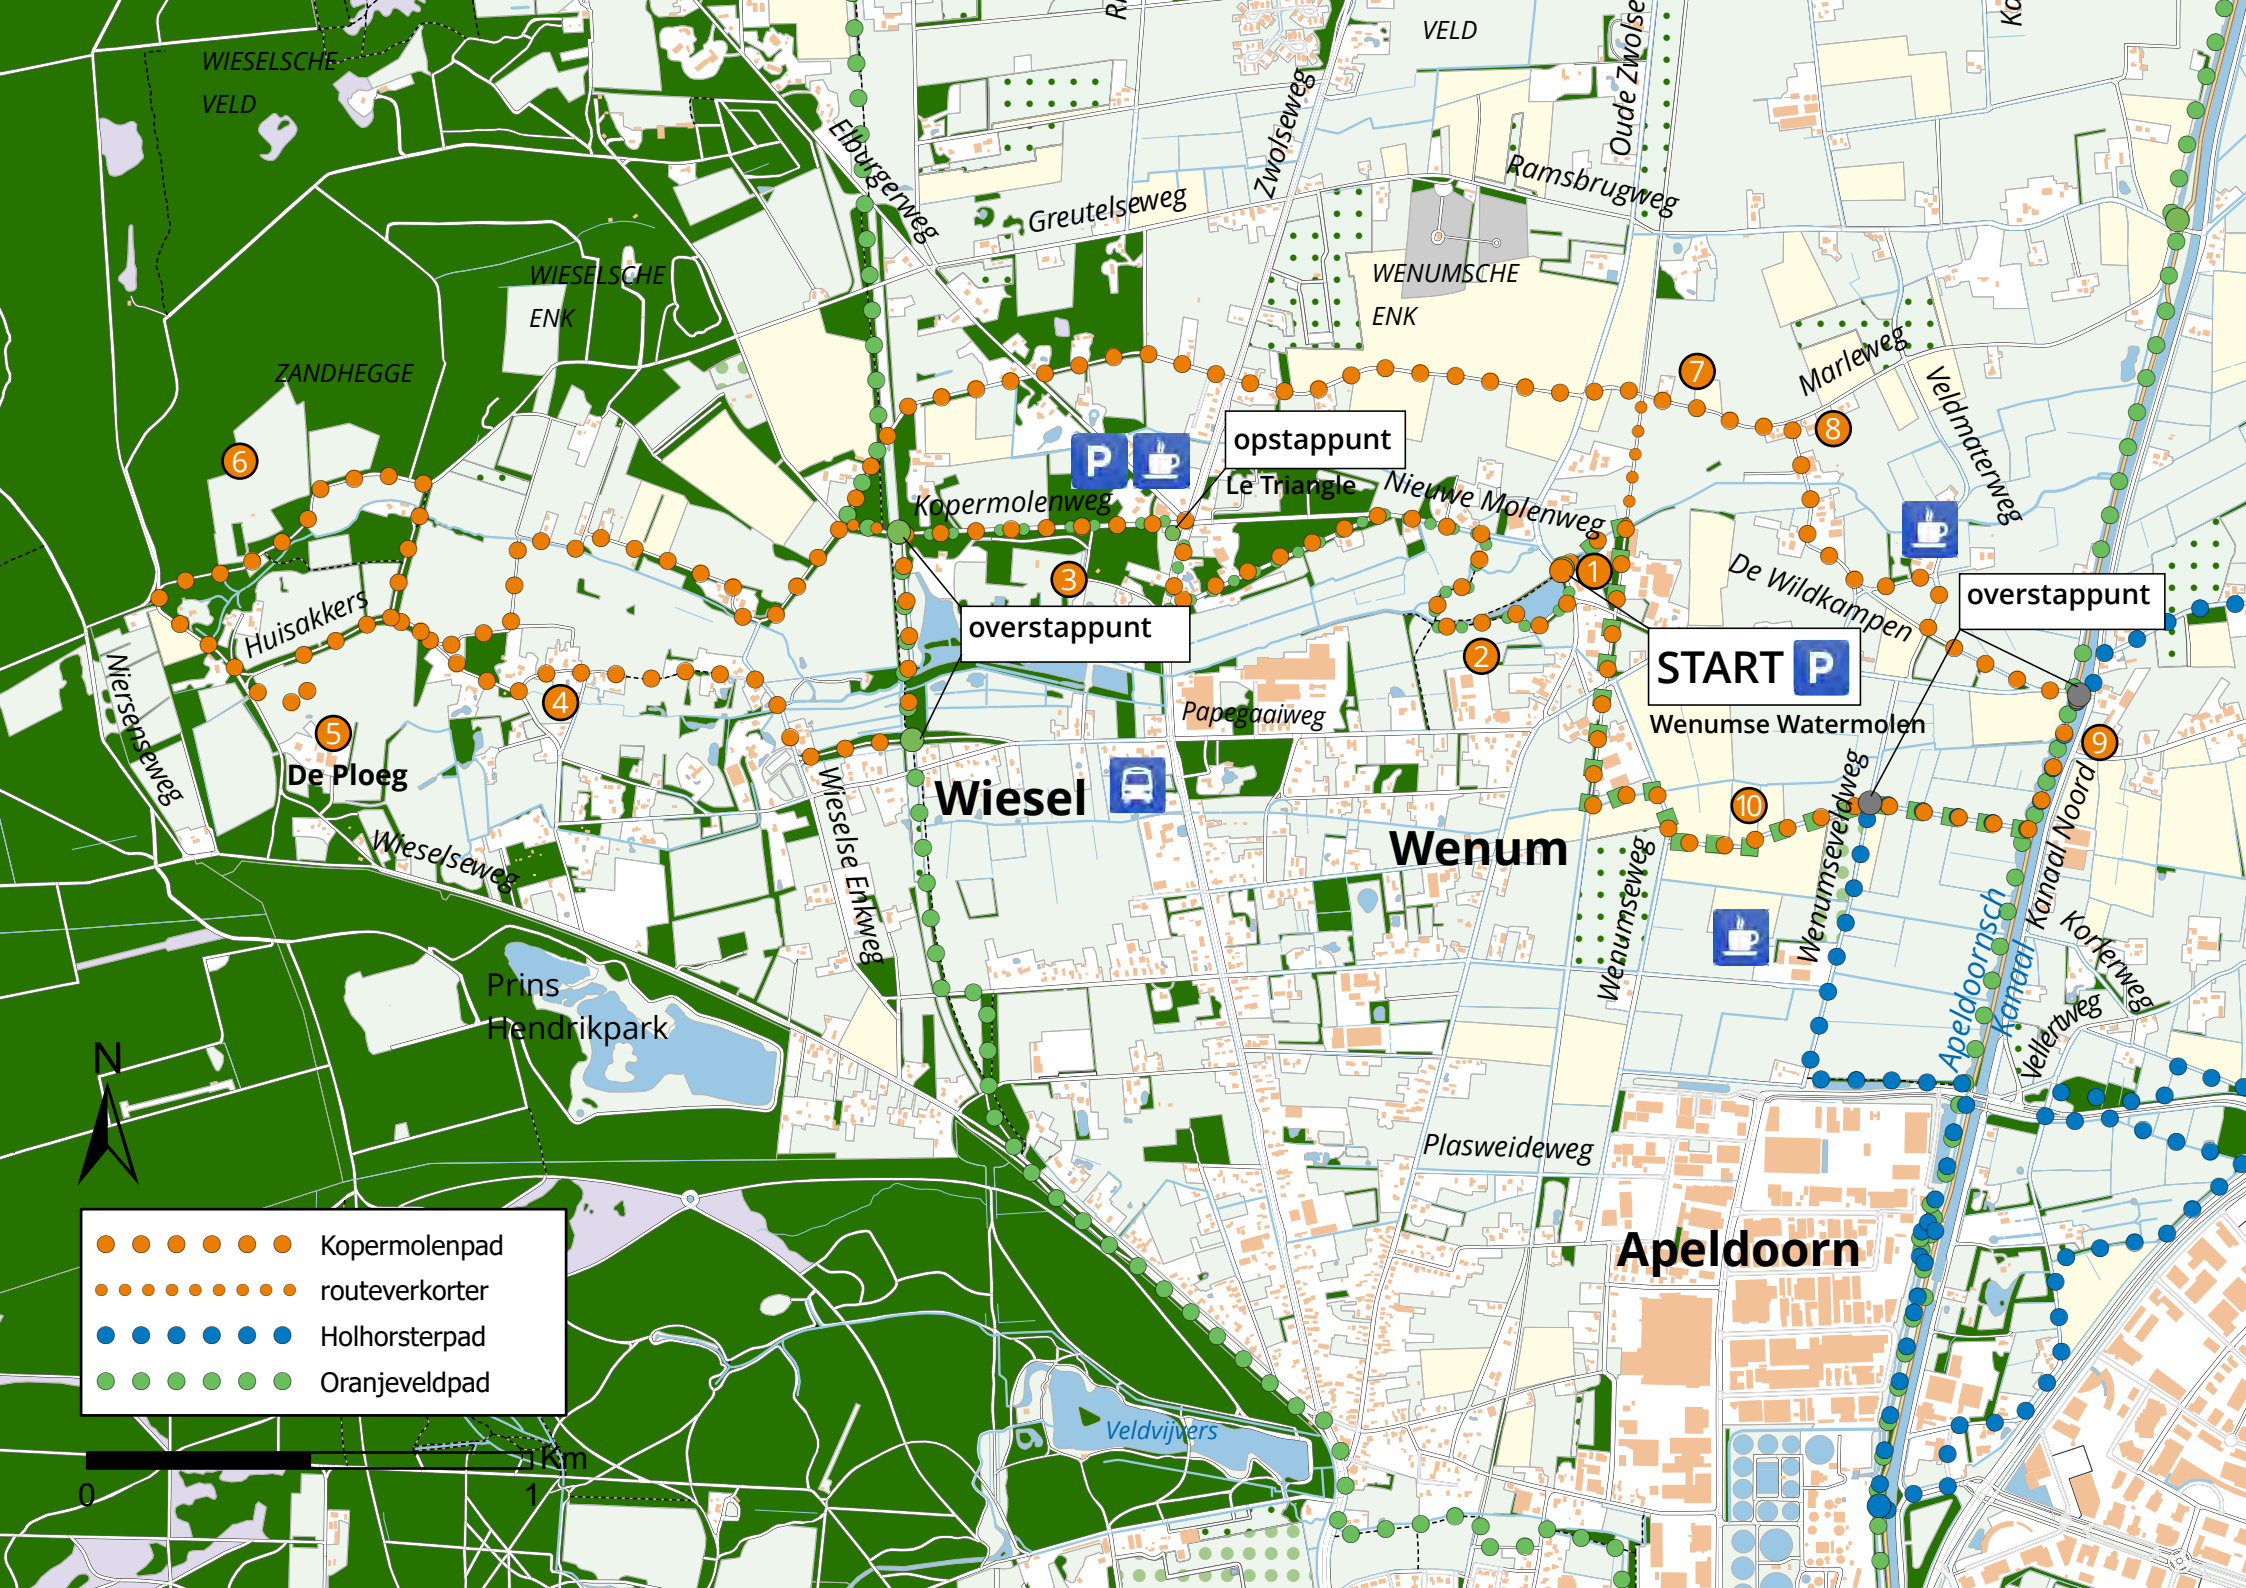 WIESELSCHE
VELD
VELD
Elburgerweg
Zwolseweg
Greutelseweg
Ramsbrugweg
WIESELSCHE
ENK
WENUMSCHE
ENK
ZANDHEGGE
Marleweg
Veldmaterweg
7
8
6
P
opstappunt
Le Triangle
Kopermolenweg
Nieuwe Molenweg
De Wildkampen
1
3
2
overstappunt
overstappunt
START P
Wenumse Watermolen
Huisakkers
Niersenseweg
4
5
De Ploeg
Papegaaiweg
9
Wiesel
Wenum
10
Wieselseweg
Wieselse Enkweg
Wenumseweg
Wenumseveldweg
Kanaal Noord
Apeldoornsch
Kanaal
Korlerweg
Vellertweg
Prins
Hendrikpark
N
Plasweideweg
Apeldoorn
Kopermolenpad
routeverkorter
Holhorsterpad
Oranjeveldpad
Veldvijvers
0
1 Km
1